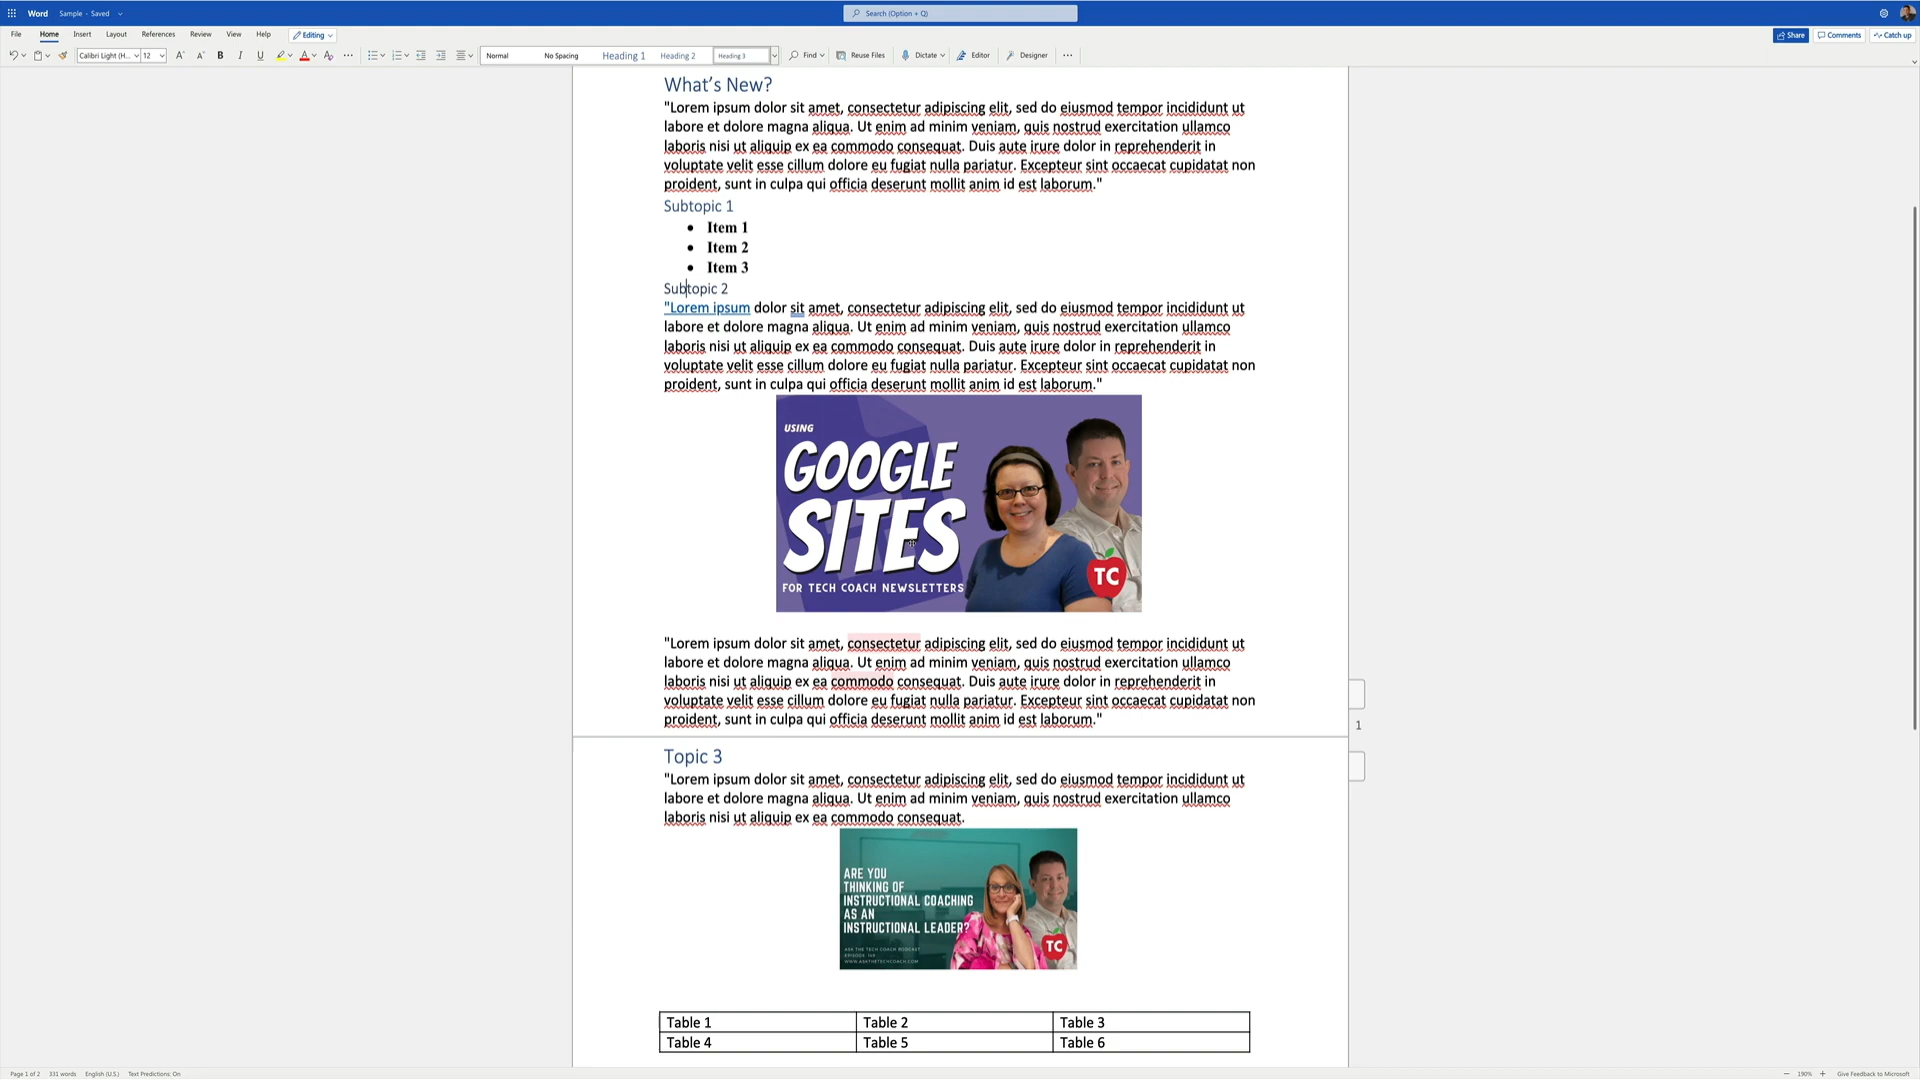 Word
Sample - Saved
Search (Option + Q)
File
Home
Insert
Layout
References
Review
View
Help
Editing
Share
Comments
Catch up
Calibri Light (H...
12
B
I
U
Normal
No Spacing
Heading 1
Heading 2
Heading 3
Find
Reuse Files
Dictate
Editor
Designer
What's New?
"Lorem ipsum dolor sit amet, consectetur adipiscing elit, sed do eiusmod tempor incididunt ut
labore et dolore magna aliqua. Ut enim ad minim veniam, quis nostrud exercitation ullamco
laboris nisi ut aliquip ex ea commodo consequat. Duis aute irure dolor in reprehenderit in
voluptate velit esse cillum dolore eu fugiat nulla pariatur. Excepteur sint occaecat cupidatat non
proident, sunt in culpa qui officia deserunt mollit anim id est laborum."
Subtopic 1
• Item 1
• Item 2
• Item 3
Subtopic 2
"Lorem ipsum dolor sit amet, consectetur adipiscing elit, sed do eiusmod tempor incididunt ut
labore et dolore magna aliqua. Ut enim ad minim veniam, quis nostrud exercitation ullamco
laboris nisi ut aliquip ex ea commodo consequat. Duis aute irure dolor in reprehenderit in
voluptate velit esse cillum dolore eu fugiat nulla pariatur. Excepteur sint occaecat cupidatat non
proident, sunt in culpa qui officia deserunt mollit anim id est laborum."
USING
GOOGLE
SITES
FOR TECH COACH NEWSLETTERS
TC
"Lorem ipsum dolor sit amet, consectetur adipiscing elit, sed do eiusmod tempor incididunt ut
labore et dolore magna aliqua. Ut enim ad minim veniam, quis nostrud exercitation ullamco
laboris nisi ut aliquip ex ea commodo consequat. Duis aute irure dolor in reprehenderit in
voluptate velit esse cillum dolore eu fugiat nulla pariatur. Excepteur sint occaecat cupidatat non
proident, sunt in culpa qui officia deserunt mollit anim id est laborum."
1
Topic 3
"Lorem ipsum dolor sit amet, consectetur adipiscing elit, sed do eiusmod tempor incididunt ut
labore et dolore magna aliqua. Ut enim ad minim veniam, quis nostrud exercitation ullamco
laboris nisi ut aliquip ex ea commodo consequat.
ARE YOU
THINKING OF
INSTRUCTIONAL COACHING
AS AN
INSTRUCTIONAL LEADER?
ASK THE TECH COACH PODCAST
WWW.ASKTHETECHCOACH.COM
TC
Table 1
Table 2
Table 3
Table 4
Table 5
Table 6
Page 1 of 2
331 words
English (U.S.)
Text Predictions: On
190%
Give Feedback to Microsoft